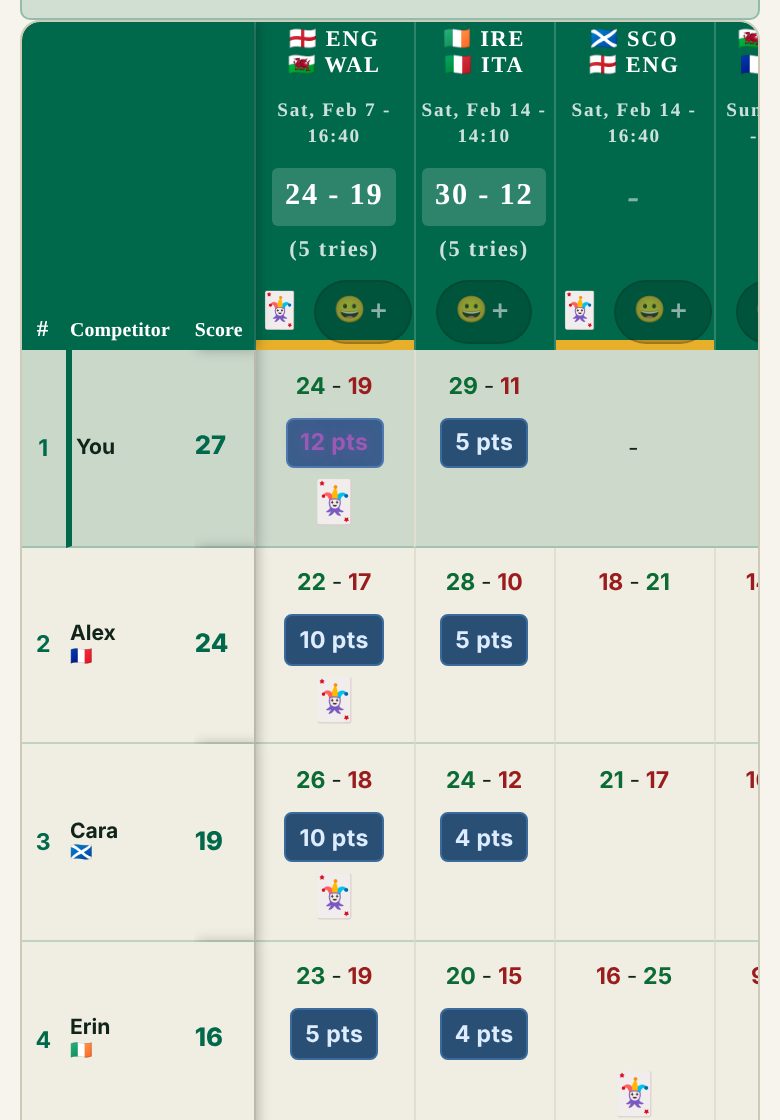 ENG
WAL
Sat, Feb 7 -
16:40
24 - 19
(5 tries)
+
IRE
ITA
Sat, Feb 14 -
14:10
30 - 12
(5 tries)
+
SCO
ENG
Sat, Feb 14 -
16:40
-
+
# Competitor Score
1 You 27
24 - 19
12 pts
29 - 11
5 pts
-
2 Alex 24
22 - 17
10 pts
28 - 10
5 pts
18 - 21
3 Cara 19
26 - 18
10 pts
24 - 12
4 pts
21 - 17
4 Erin 16
23 - 19
5 pts
20 - 15
4 pts
16 - 25